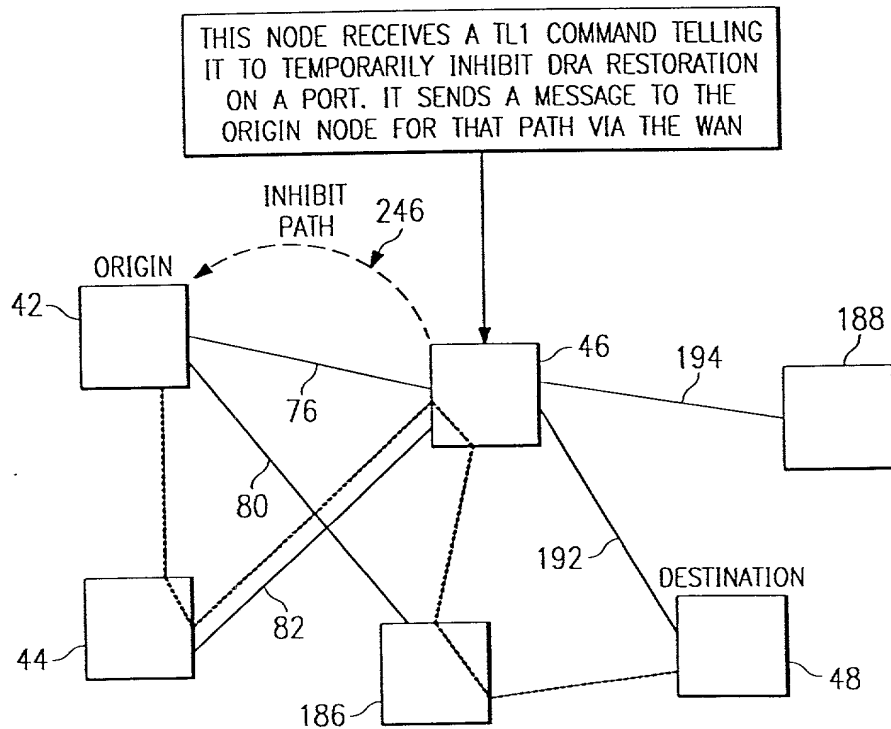 THIS NODE RECEIVES A TL1 COMMAND TELLING
IT TO TEMPORARILY INHIBIT DRA RESTORATION
ON A PORT. IT SENDS A MESSAGE TO THE
ORIGIN NODE FOR THAT PATH VIA THE WAN
INHIBIT
PATH
246
ORIGIN
42
46
188
194
76
80
192
82
DESTINATION
44
186
48